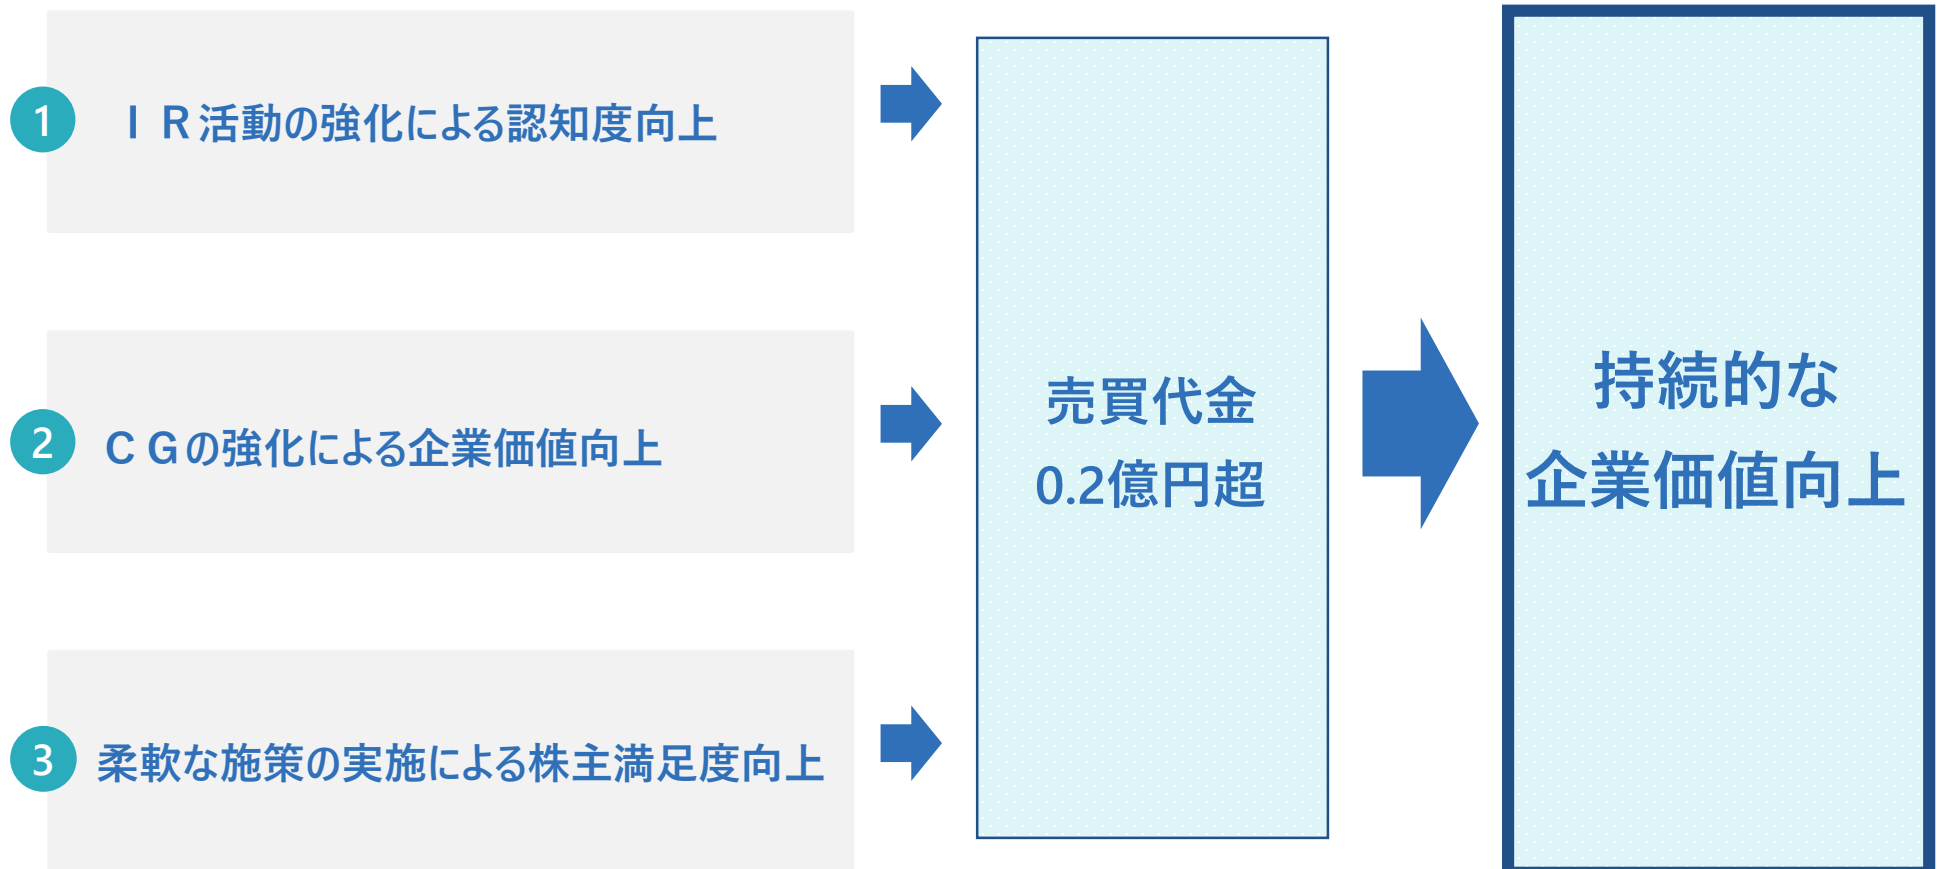 1
ＩＲ活動の強化による認知度向上
2
ＣＧの強化による企業価値向上
3
柔軟な施策の実施による株主満足度向上
売買代金
0.2億円超
持続的な
企業価値向上